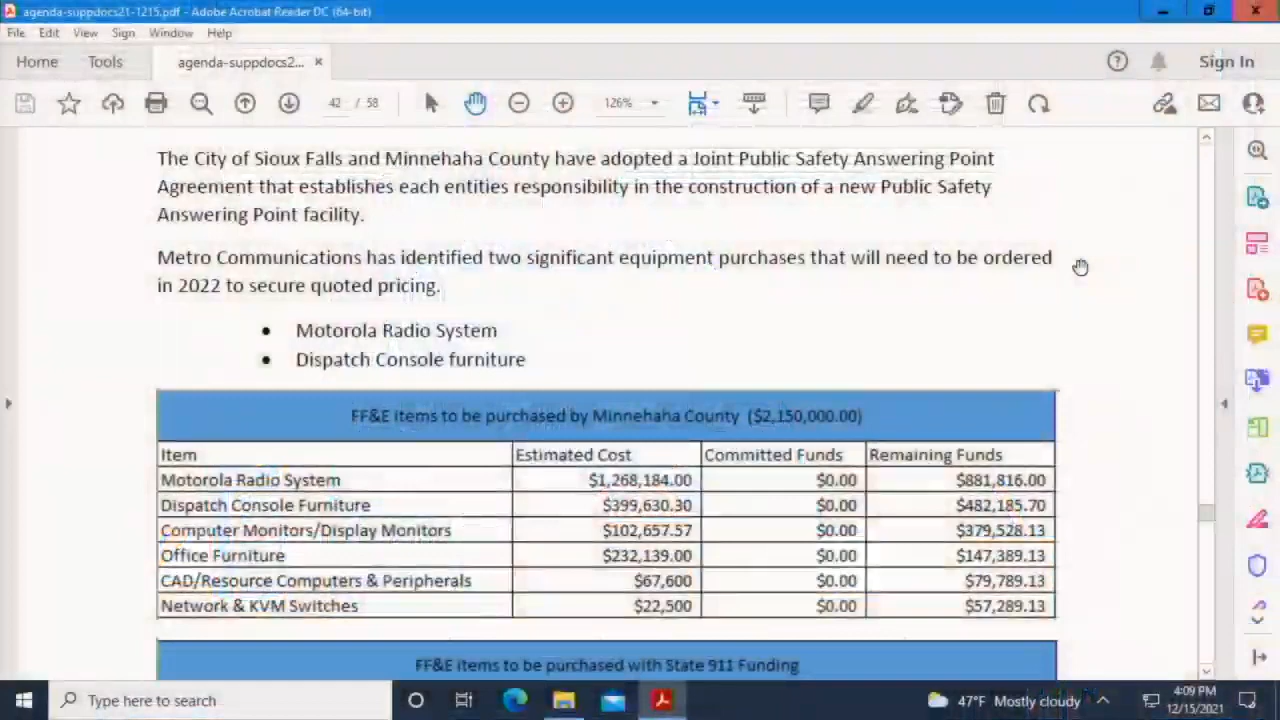 agenda-suppdocs21-1215.pdf - Adobe Acrobat Reader DC (64-bit)
File Edit View Sign Window Help
Home Tools agenda-suppdocs2... × Sign In
42 / 58 126%
The City of Sioux Falls and Minnehaha County have adopted a Joint Public Safety Answering Point
Agreement that establishes each entities responsibility in the construction of a new Public Safety
Answering Point facility.
Metro Communications has identified two significant equipment purchases that will need to be ordered
in 2022 to secure quoted pricing.
• Motorola Radio System
• Dispatch Console furniture
FF&E items to be purchased by Minnehaha County ($2,150,000.00)
Item Estimated Cost Committed Funds Remaining Funds
Motorola Radio System $1,268,184.00 $0.00 $881,816.00
Dispatch Console Furniture $399,630.30 $0.00 $482,185.70
Computer Monitors/Display Monitors $102,657.57 $0.00 $379,528.13
Office Furniture $232,139.00 $0.00 $147,389.13
CAD/Resource Computers & Peripherals $67,600 $0.00 $79,789.13
Network & KVM Switches $22,500 $0.00 $57,289.13
FF&E items to be purchased with State 911 Funding
Type here to search 47°F Mostly cloudy 4:09 PM
12/15/2021